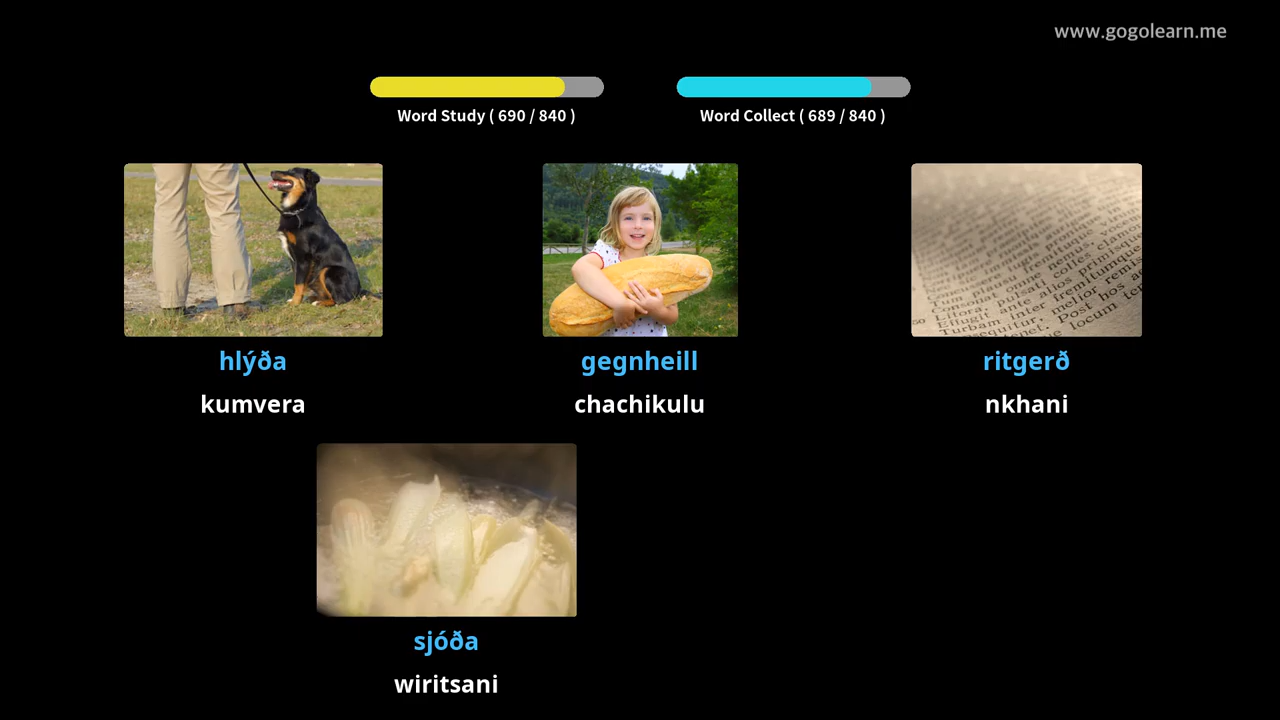 www.gogolearn.me
Word Study ( 690 / 840 )
Word Collect ( 689 / 840 )
hlýða
kumvera
gegnheill
chachikulu
ritgerð
nkhani
sjóða
wiritsani